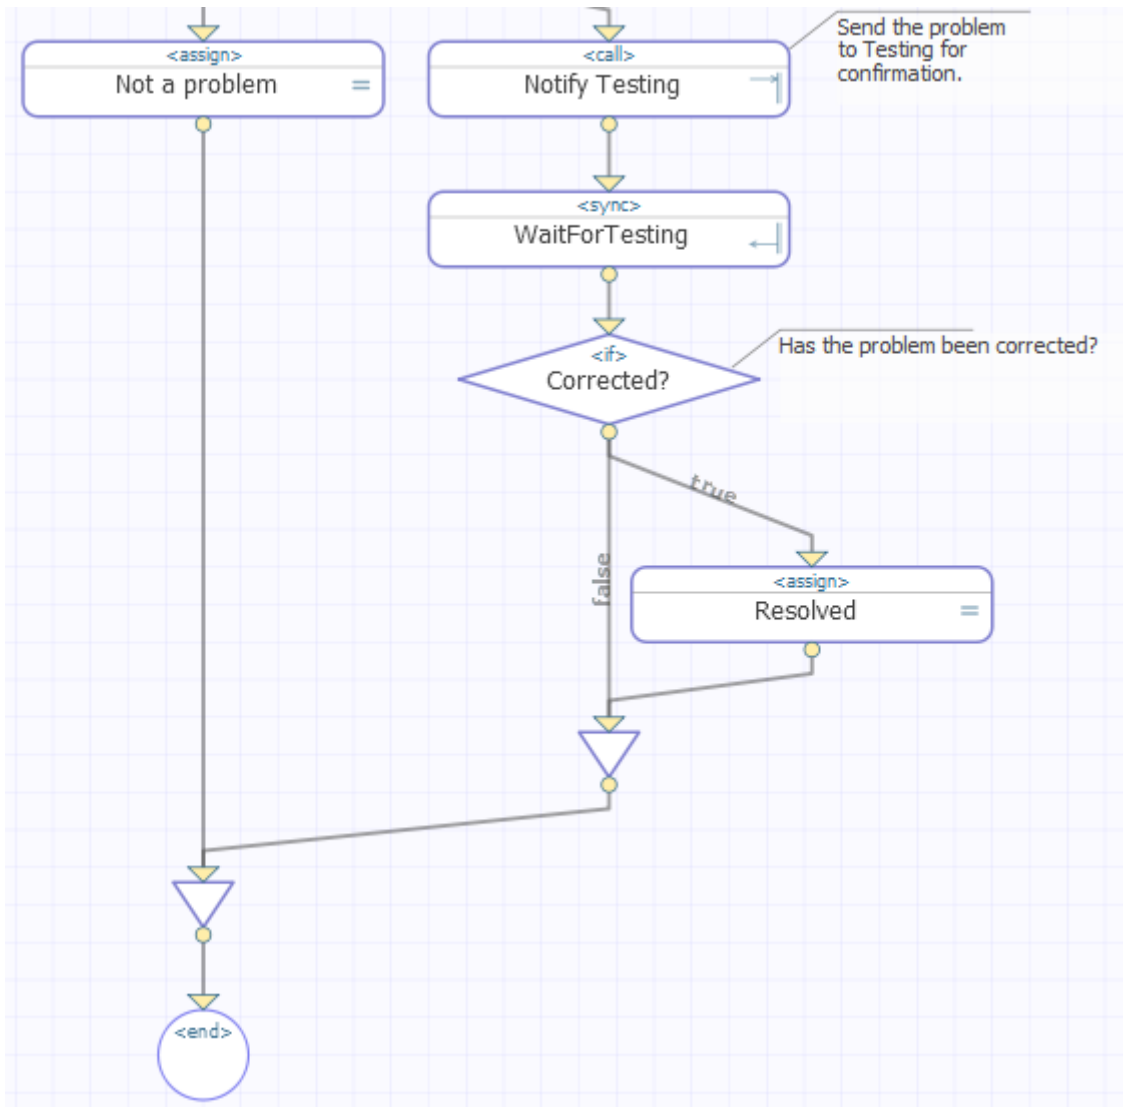 <assign>
Not a problem
=
<call>
Notify Testing
Send the problem
to Testing for
confirmation.
<sync>
WaitForTesting
<if>
Corrected?
Has the problem been corrected?
true
false
<assign>
Resolved
=
<end>